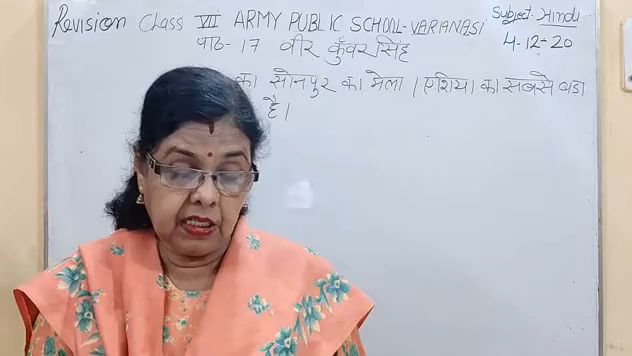 Revision Class VII ARMY PUBLIC SCHOOL-VARANASI Subject-Hindi
पाठ-17 वीर कुँवर सिंह 4-12-20
का सोनपुर का मेला। एशिया का सबसे बड़ा
है।